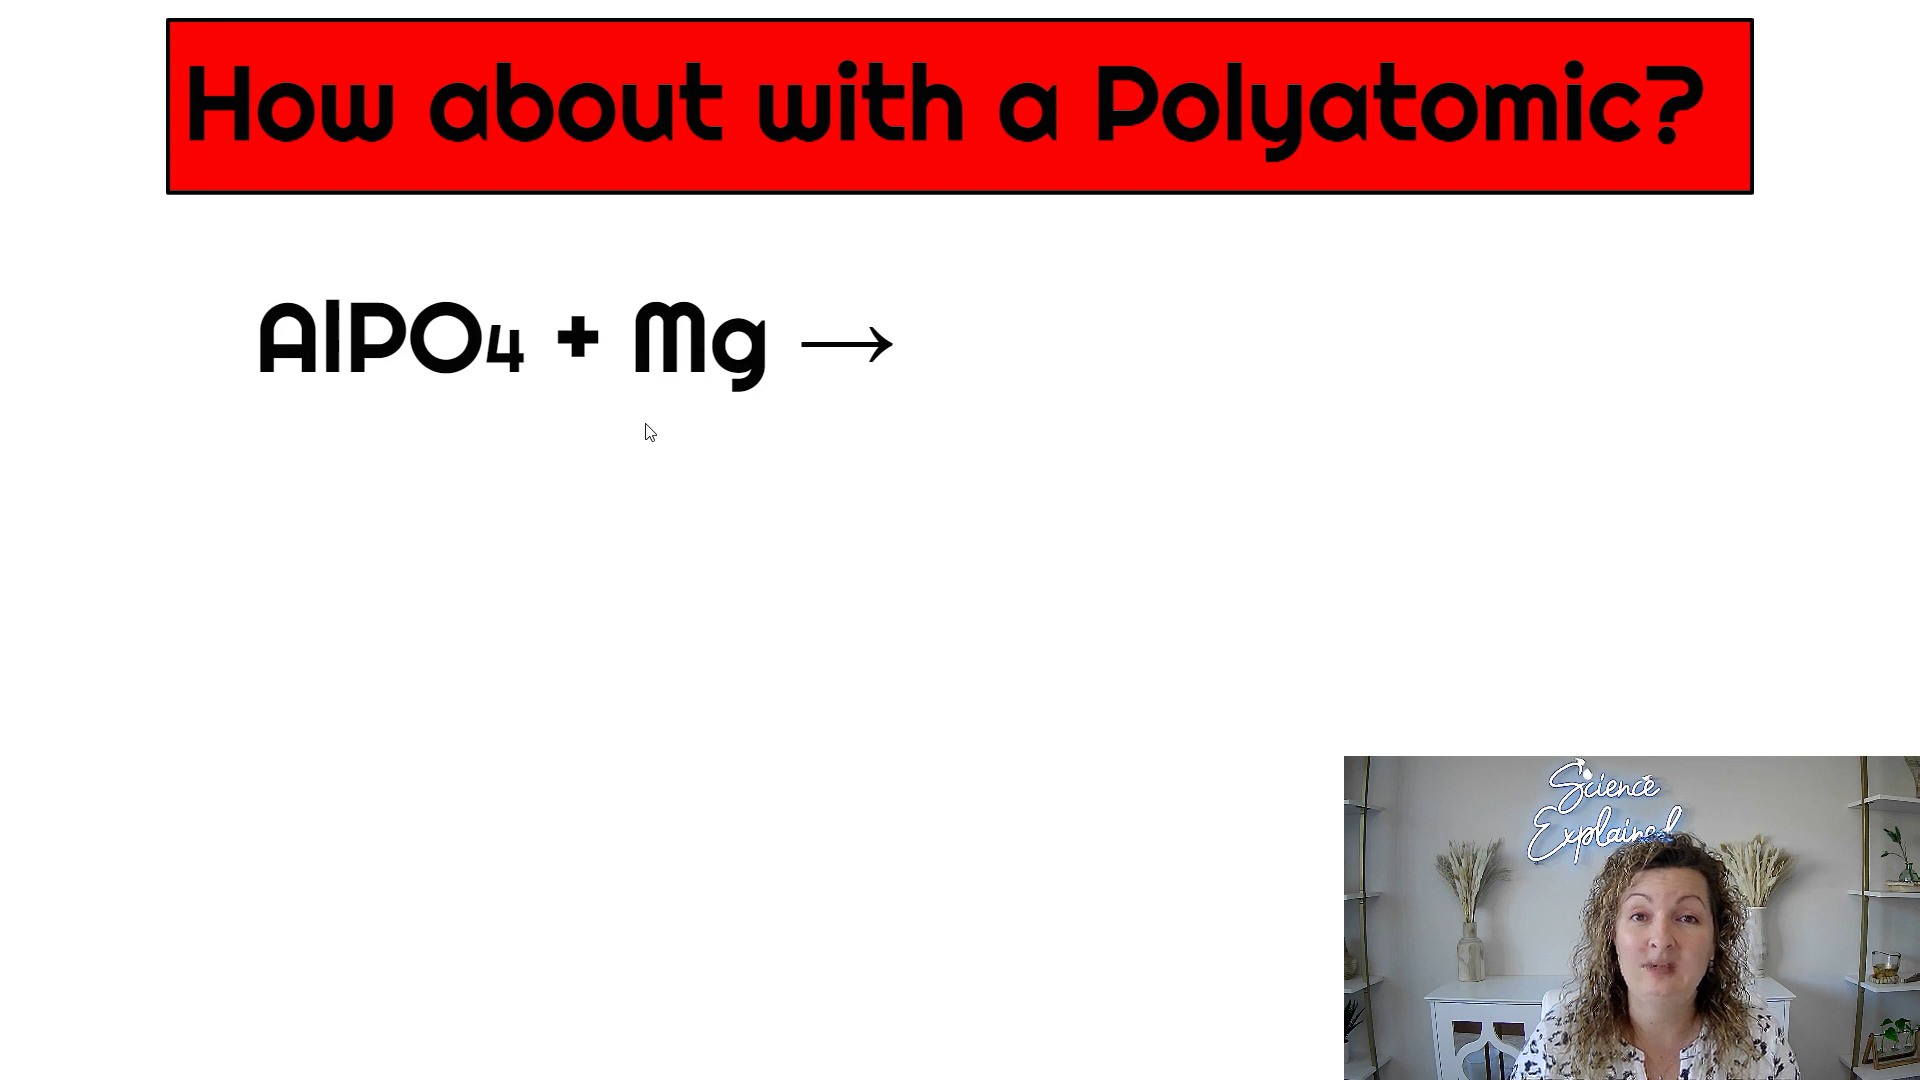 How about with a Polyatomic?
AlPO₄ + Mg →
Science
Explained